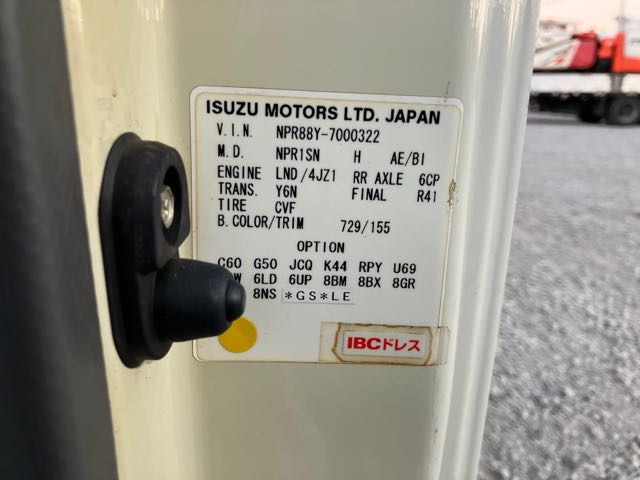 ISUZU MOTORS LTD. JAPAN
V.I.N. NPR88Y-7000322
M.D. NPR1SN H AE/BI
ENGINE LND/4JZ1 RR AXLE 6CP
TRANS. Y6N FINAL R41
TIRE CVF
B.COLOR/TRIM 729/155
OPTION
C60 G50 JCQ K44 RPY U69
6LD 6UP 8BM 8BX 8GR
8NS *GS*LE
IBCドレス